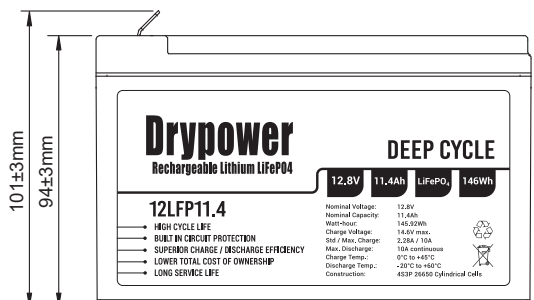 101±3mm
94±3mm
Drypower
Rechargeable Lithium LiFePO4
DEEP CYCLE
12.8V
11.4Ah
LiFePO₄
146Wh
12LFP11.4
HIGH CYCLE LIFE
BUILT IN CIRCUIT PROTECTION
SUPERIOR CHARGE / DISCHARGE EFFICIENCY
LOWER TOTAL COST OF OWNERSHIP
LONG SERVICE LIFE
Nominal Voltage: 12.8V
Nominal Capacity: 11.4Ah
Watt-hour: 145.92Wh
Charge Voltage: 14.6V max.
Std / Max, Charge: 2.28A / 10A
Max. Discharge: 10A continuous
Charge Temp.: 0°C to +45°C
Discharge Temp.: -20°C to +60°C
Construction: 4S3P 26650 Cylindrical Cells